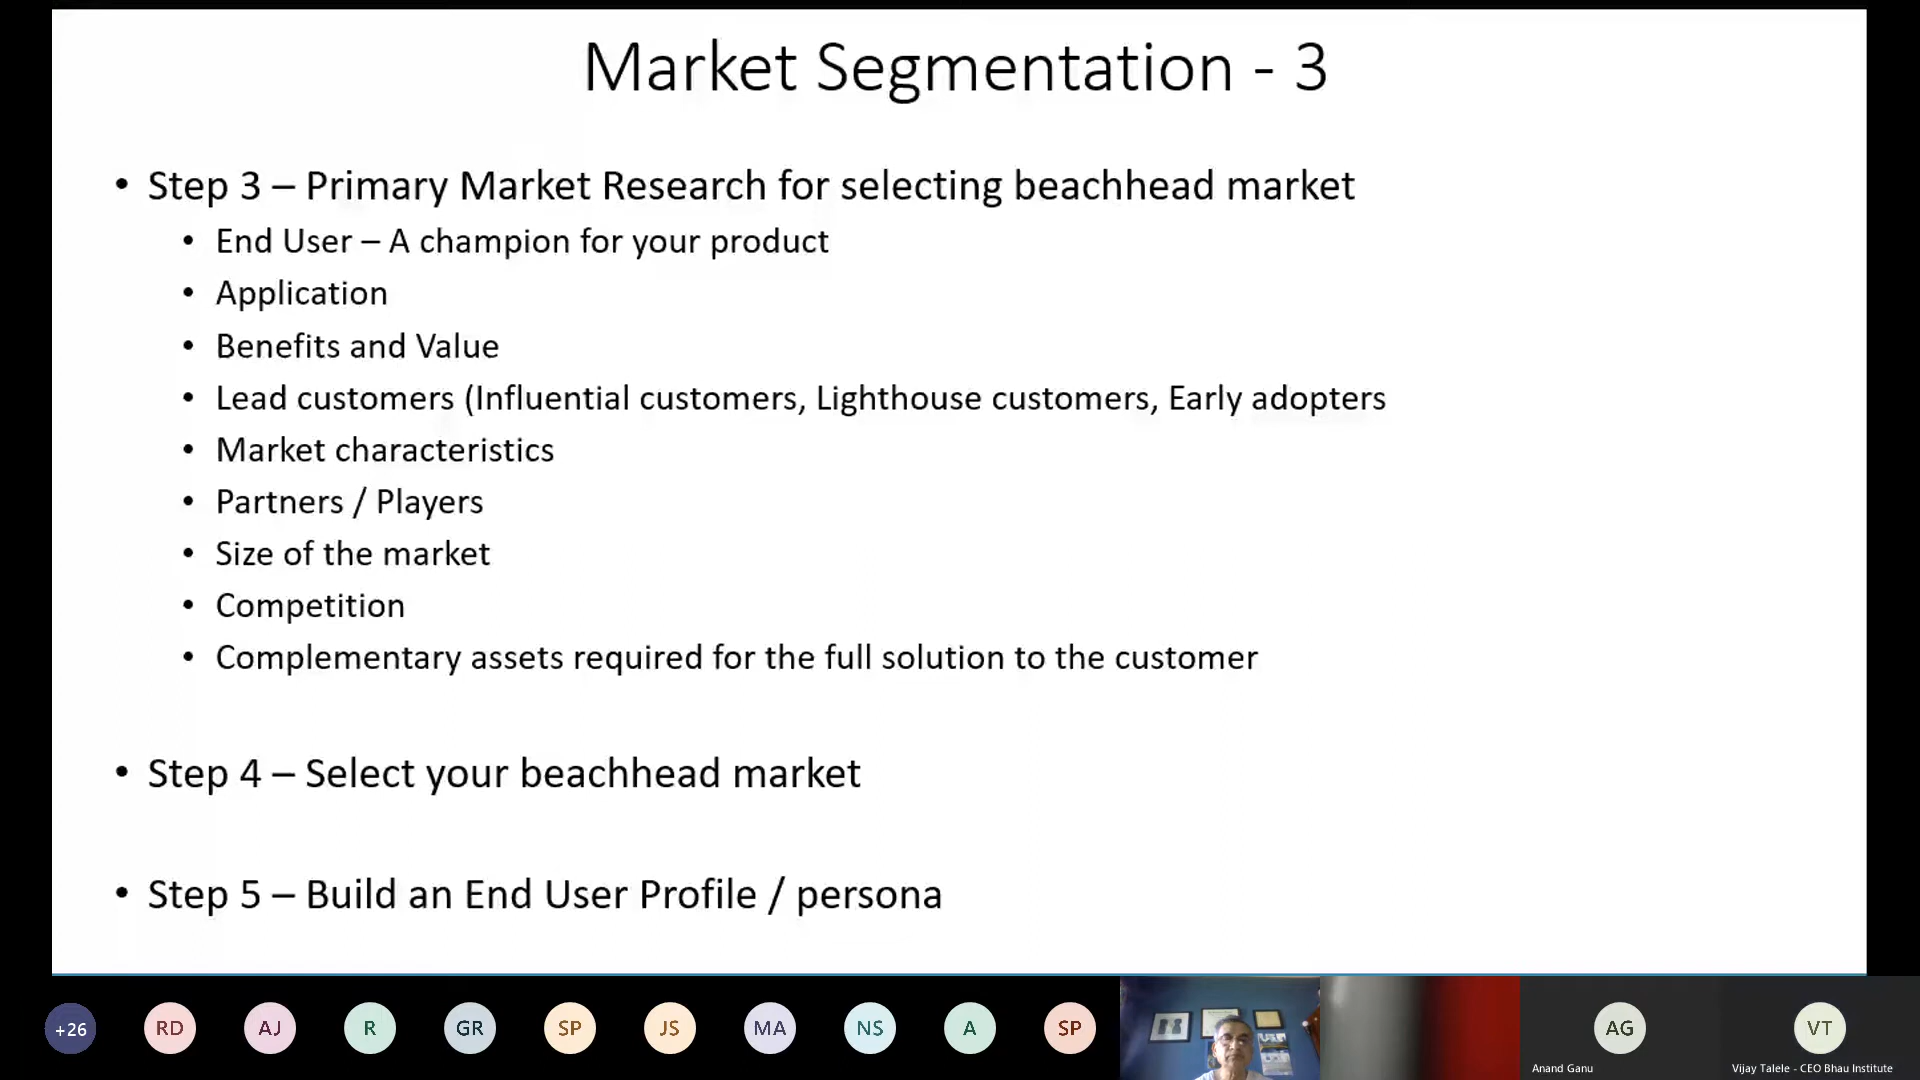 Market Segmentation - 3
• Step 3 – Primary Market Research for selecting beachhead market
• End User – A champion for your product
• Application
• Benefits and Value
• Lead customers (Influential customers, Lighthouse customers, Early adopters
• Market characteristics
• Partners / Players
• Size of the market
• Competition
• Complementary assets required for the full solution to the customer
• Step 4 – Select your beachhead market
• Step 5 – Build an End User Profile / persona
+26 RD AJ R GR SP JS MA NS A SP AG VT
Anand Ganu
Vijay Talele - CEO Bhau Institute